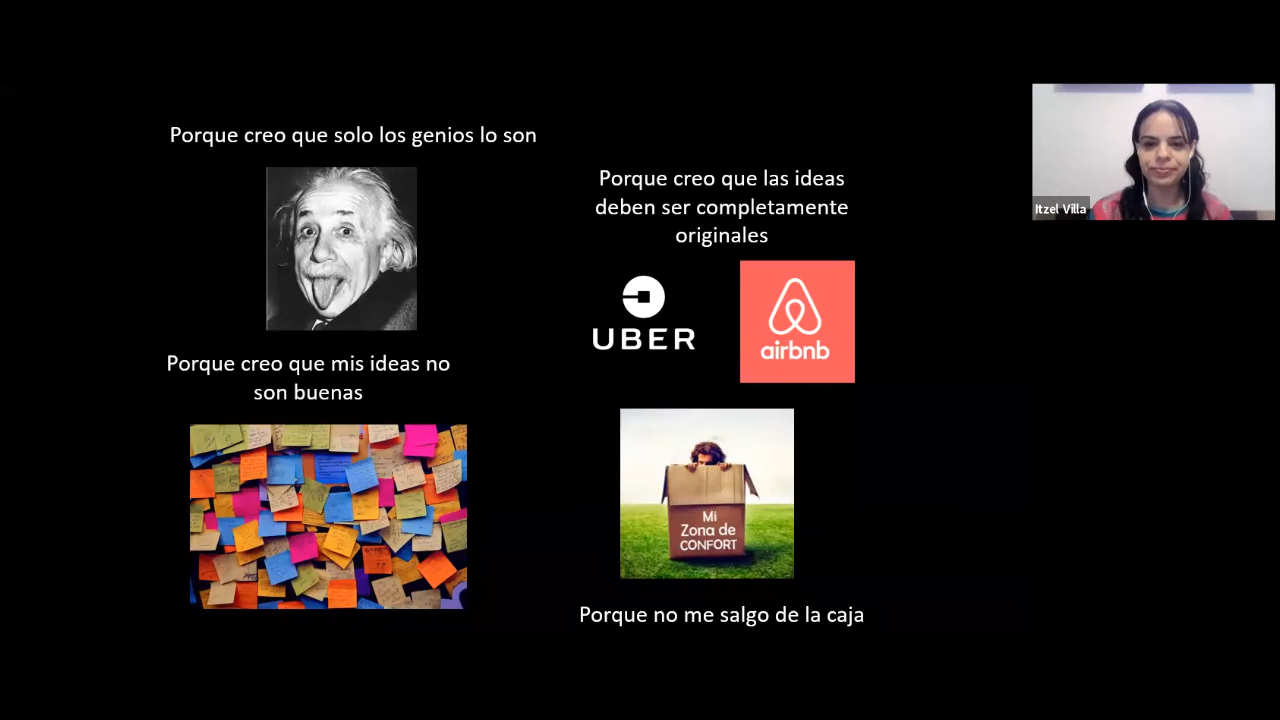 Porque creo que solo los genios lo son
Porque creo que las ideas
deben ser completamente
originales
Itzel Villa
UBER
airbnb
Porque creo que mis ideas no
son buenas
Mi
Zona de
CONFORT
Porque no me salgo de la caja